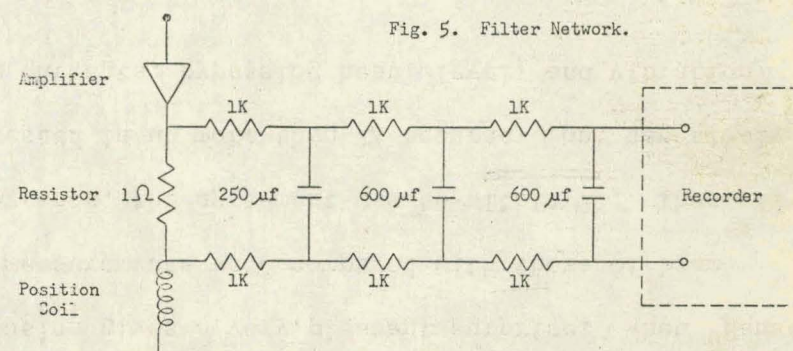 Fig. 5. Filter Network.
Amplifier
1K 1K 1K
Resistor 1Ω 250 μf 600 μf 600 μf Recorder
1K 1K 1K
Position
Coil